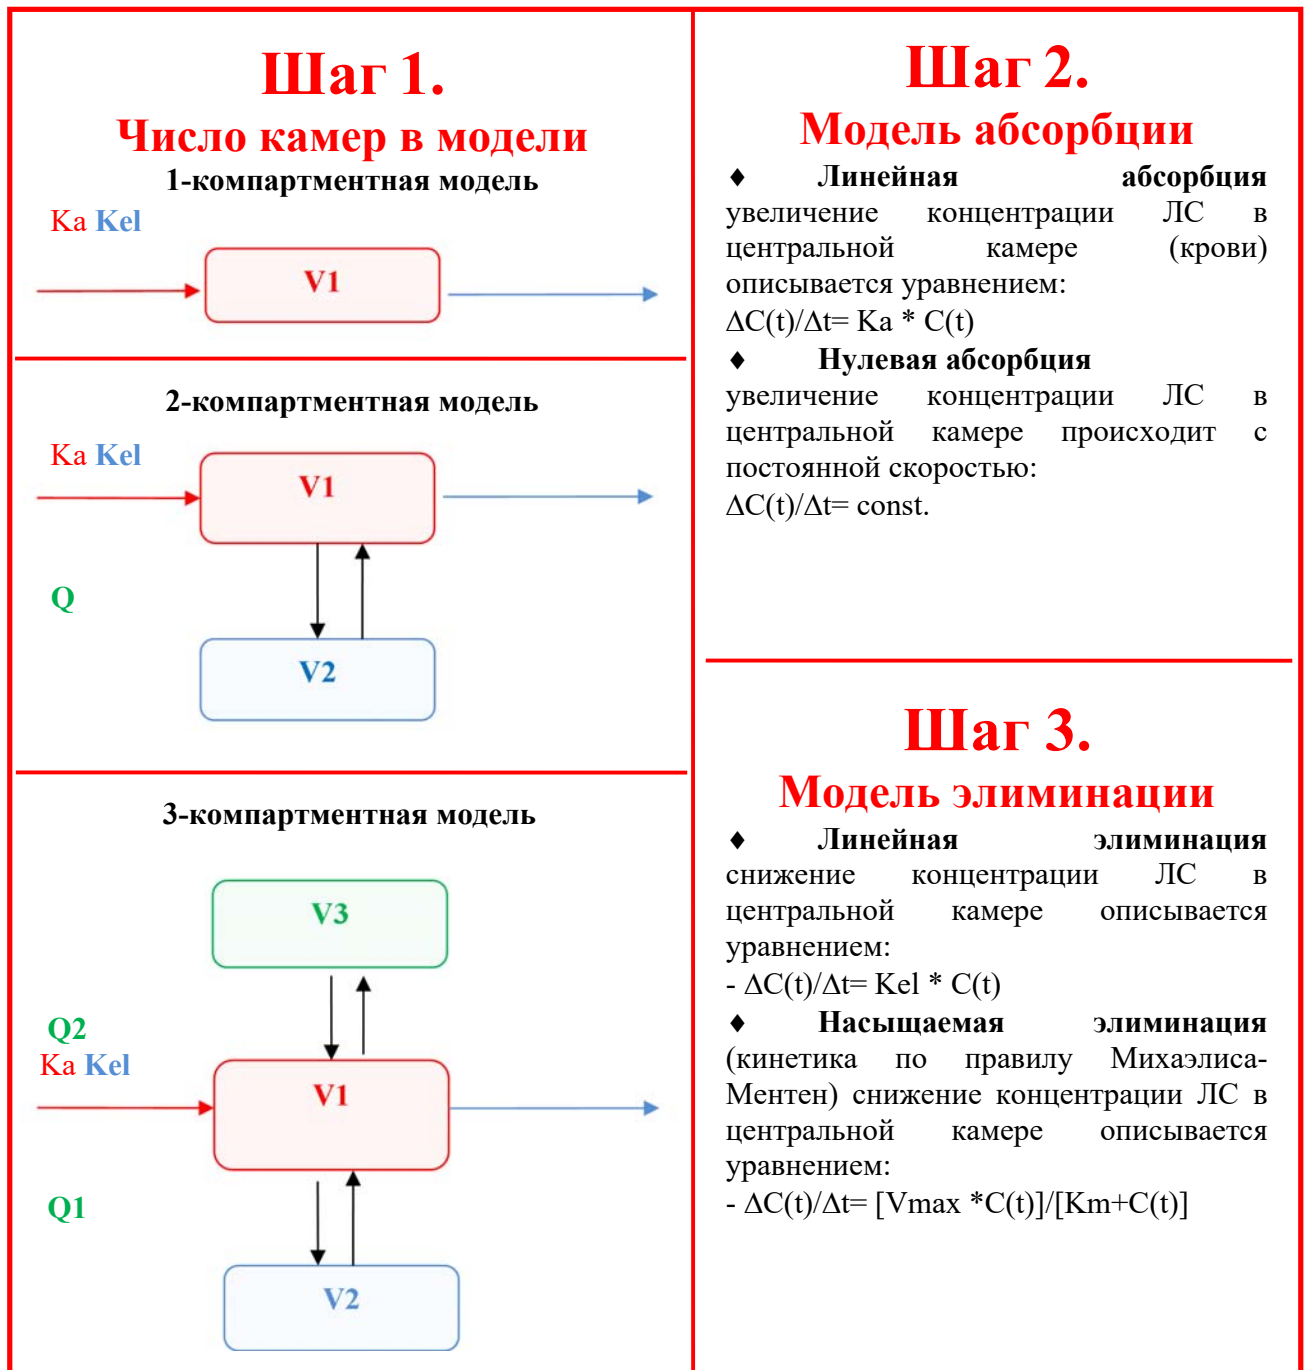 Шаг 1.
Число камер в модели
1-компартментная модель
Ka Kel
V1
2-компартментная модель
Ka Kel
V1
Q
V2
3-компартментная модель
V3
Q2
Ka Kel
V1
Q1
V2
Шаг 2.
Модель абсорбции
♦ Линейная абсорбция
увеличение концентрации ЛС в
центральной камере (крови)
описывается уравнением:
ΔC(t)/Δt= Ka * C(t)
♦ Нулевая абсорбция
увеличение концентрации ЛС в
центральной камере происходит с
постоянной скоростью:
ΔC(t)/Δt= const.
Шаг 3.
Модель элиминации
♦ Линейная элиминация
снижение концентрации ЛС в
центральной камере описывается
уравнением:
- ΔC(t)/Δt= Kel * C(t)
♦ Насыщаемая элиминация
(кинетика по правилу Михаэлиса-
Ментен) снижение концентрации ЛС в
центральной камере описывается
уравнением:
- ΔC(t)/Δt= [Vmax *C(t)]/[Km+C(t)]